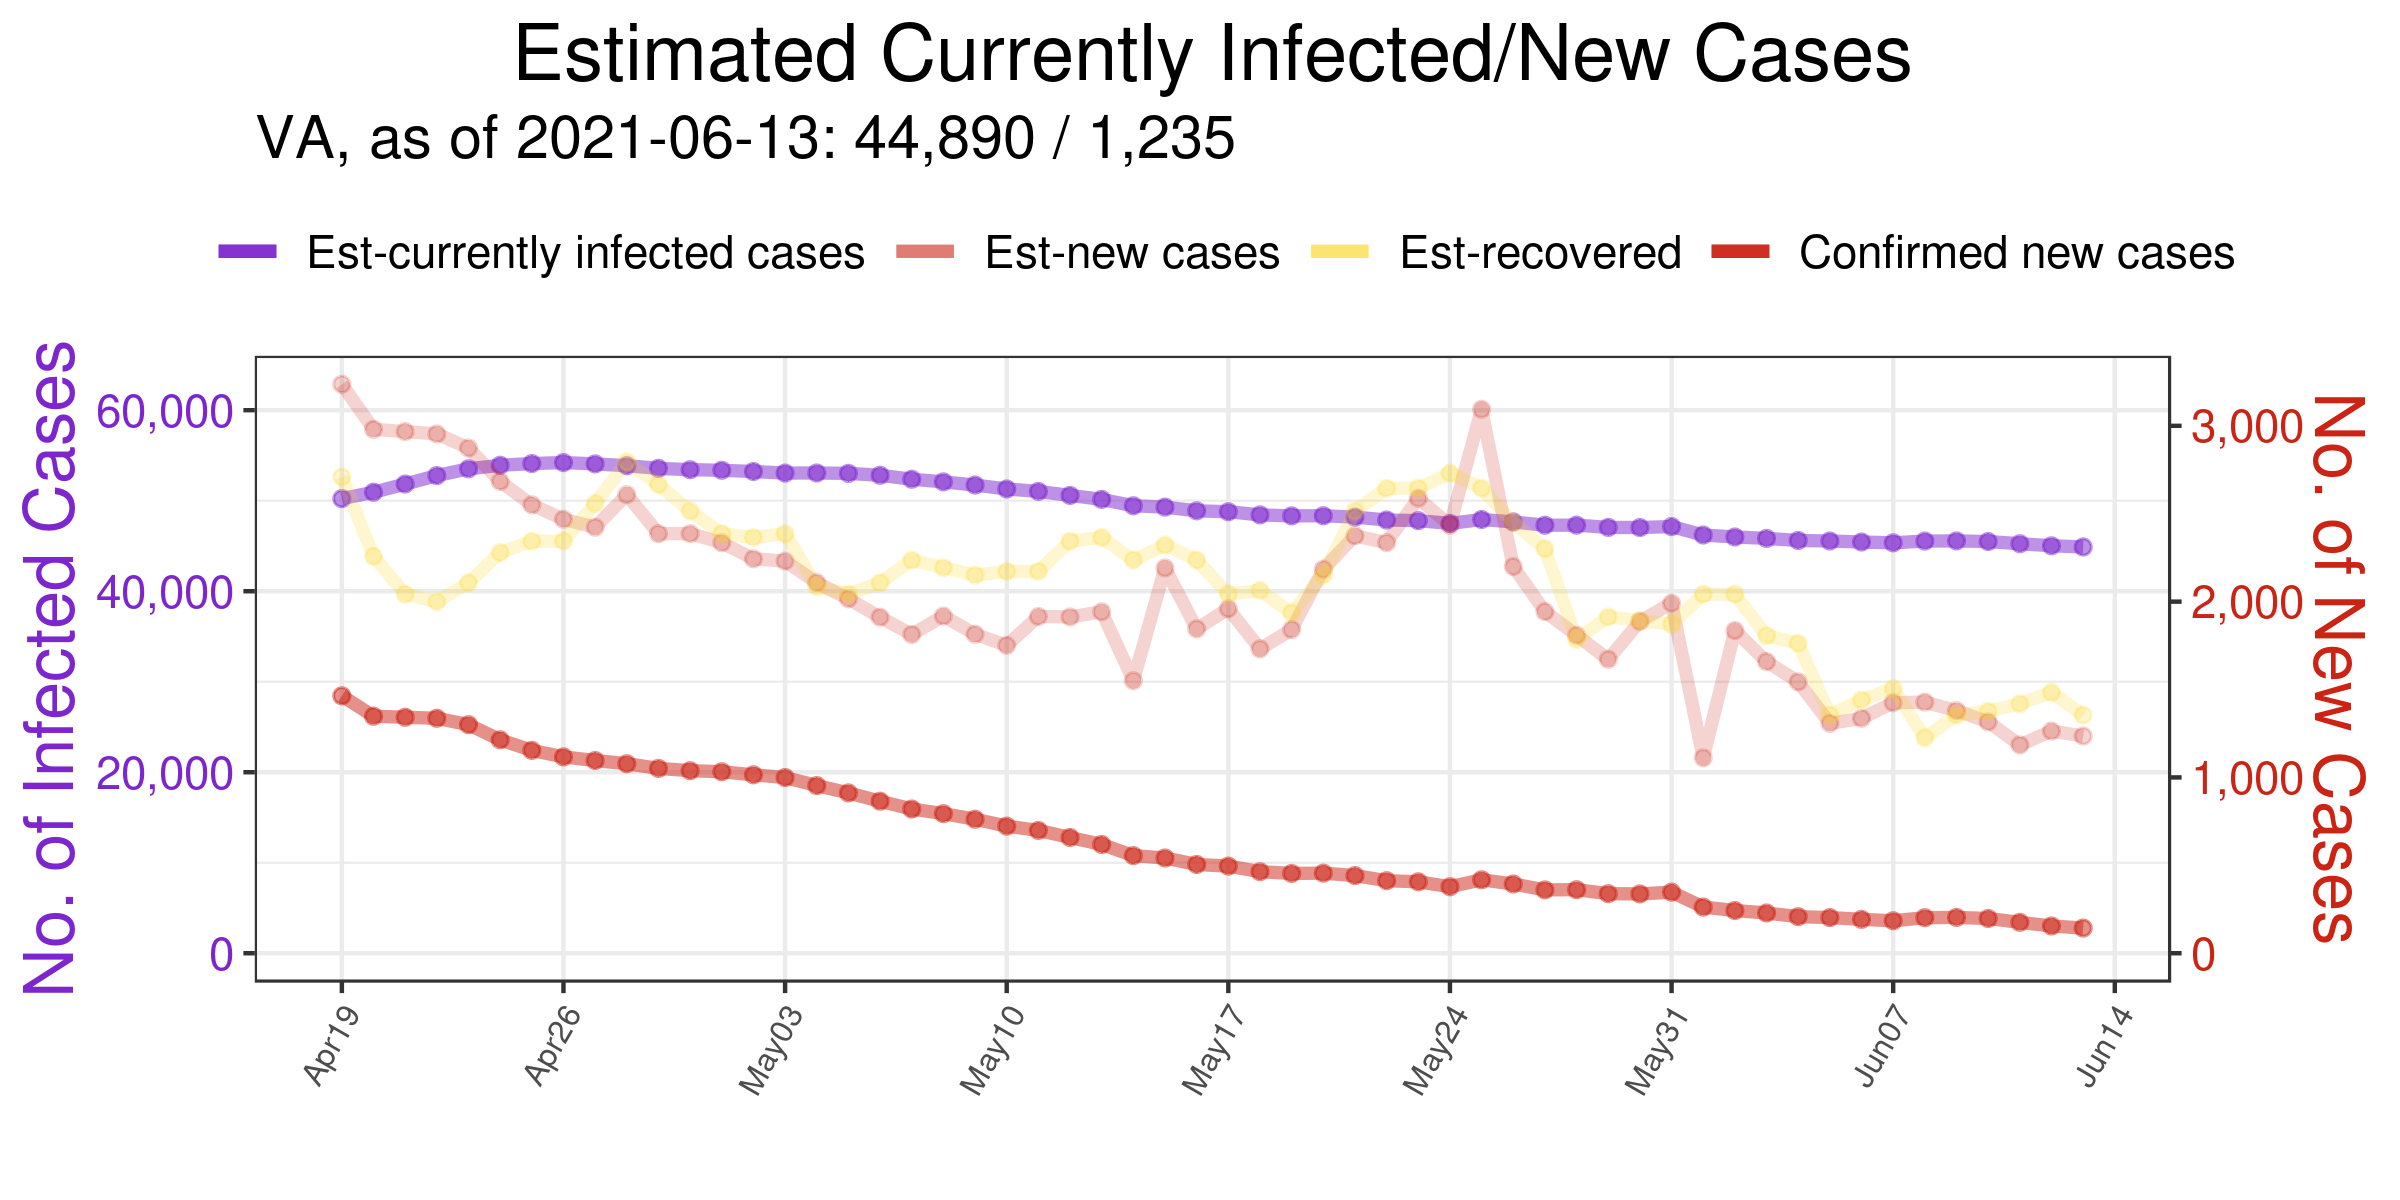 Estimated Currently Infected/New Cases
VA, as of 2021-06-13: 44,890 / 1,235
Est-currently infected cases Est-new cases Est-recovered Confirmed new cases
No. of Infected Cases
60,000
40,000
20,000
0
3,000
2,000
1,000
0
No. of New Cases
Apr19 Apr26 May03 May10 May17 May24 May31 Jun07 Jun14